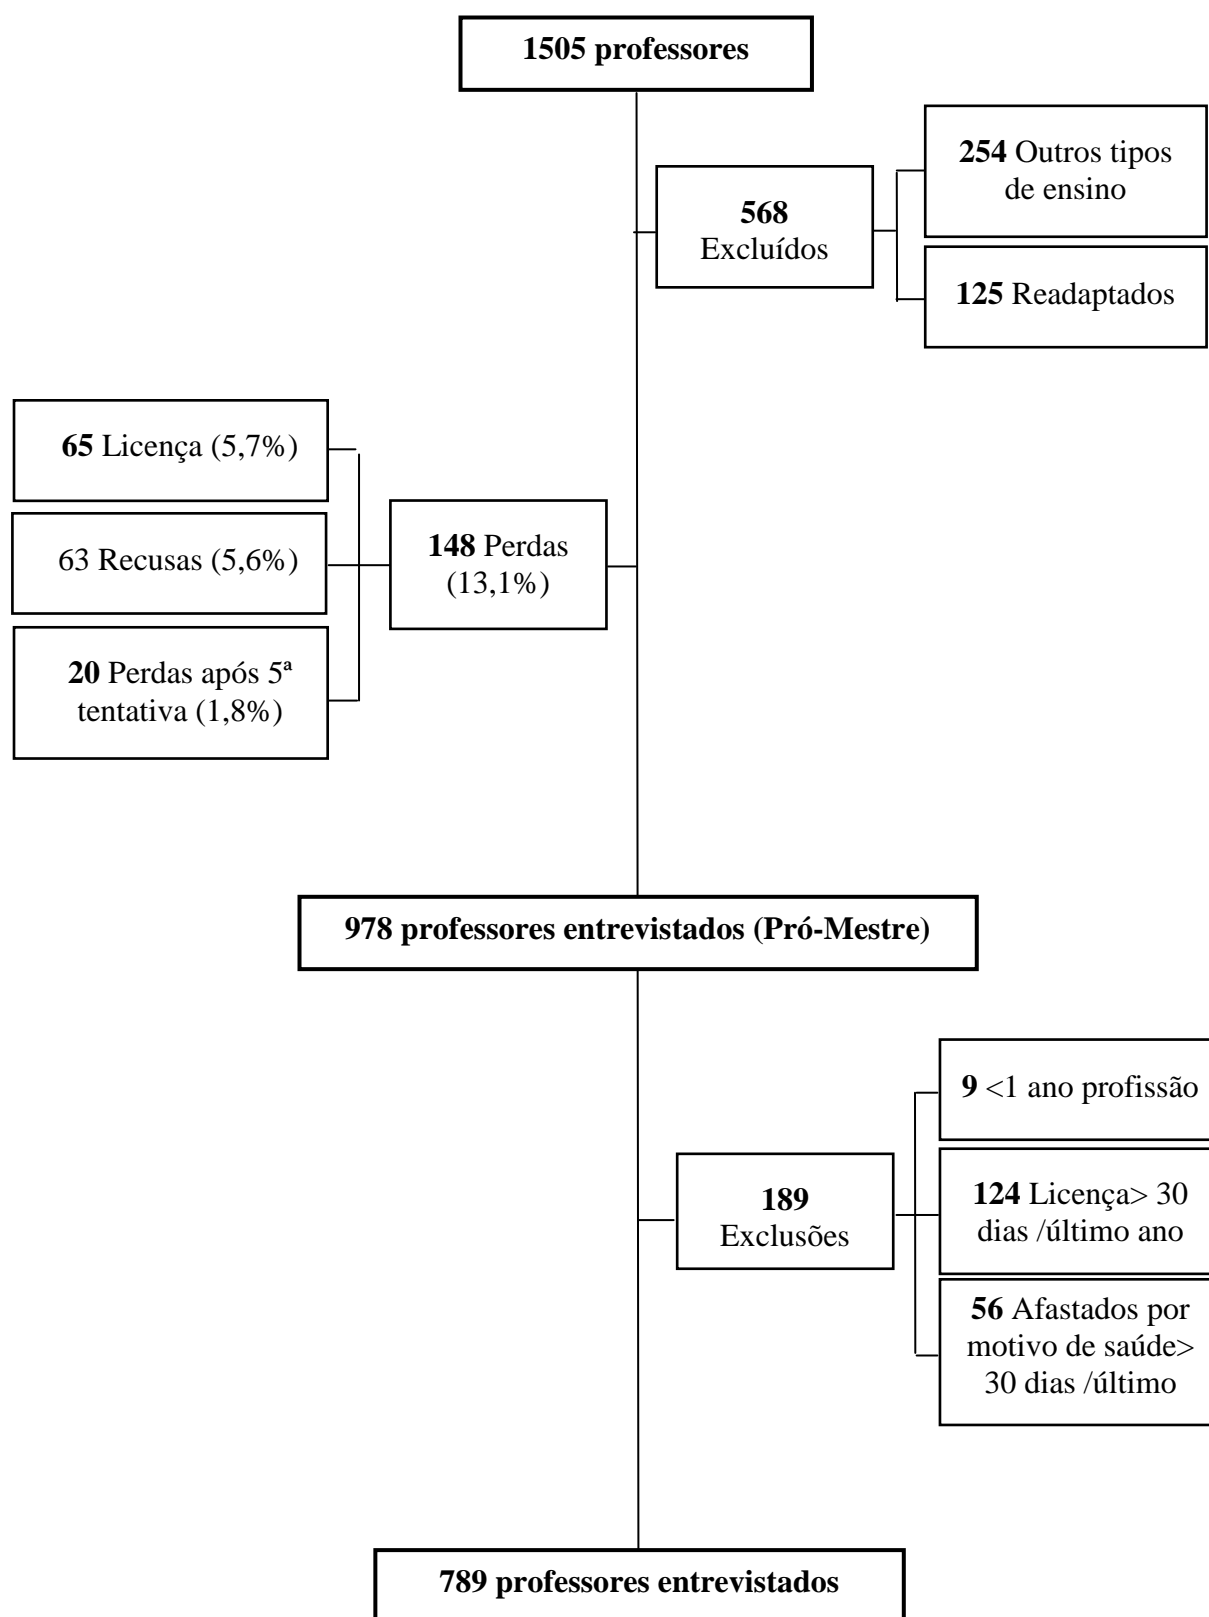 1505 professores
254 Outros tipos
de ensino
568
Excluídos
125 Readaptados
65 Licença (5,7%)
63 Recusas (5,6%)
148 Perdas
(13,1%)
20 Perdas após 5ª
tentativa (1,8%)
978 professores entrevistados (Pró-Mestre)
9 <1 ano profissão
189
Exclusões
124 Licença> 30
dias /último ano
56 Afastados por
motivo de saúde>
30 dias /último
789 professores entrevistados